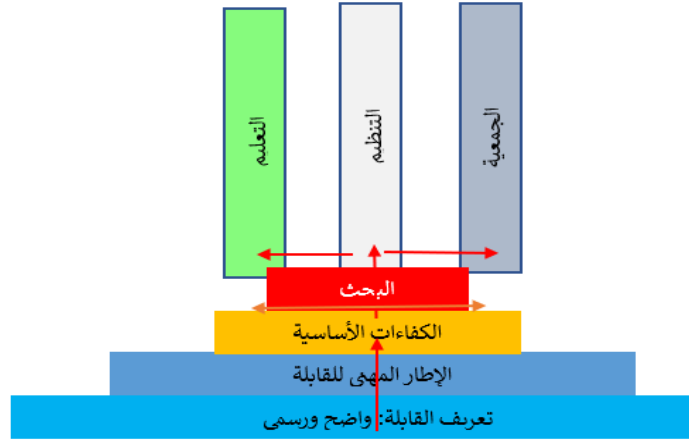 الجمعية
التنظيم
التعليم
البحث
الكفاءات الأساسية
الإطار المهني للقابلة
تعريف القابلة: واضح ورسمي